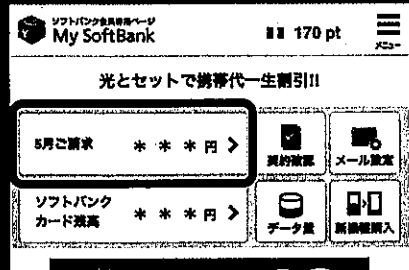 ソフトバンク会員専用ページ
My SoftBank
170 pt
メニュー
光とセットで携帯代一生割引!!
5月ご請求 * * * 円 >
契約確認
メール設定
ソフトバンク
カード残高 * * * 円 >
データ量
新機種購入